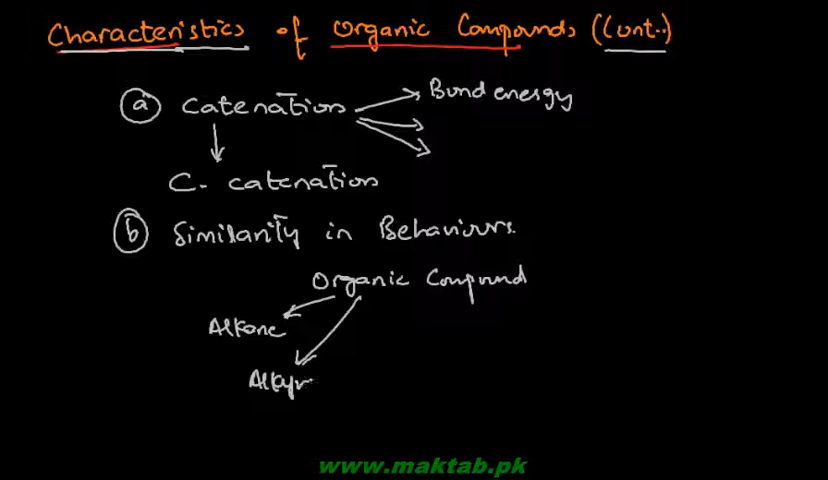 Characteristics of Organic Compounds (Cont..)
a Catenation Bond energy
C. catenation
b Similarity in Behaviours.
Organic Compound
Alkane
Alkyn
www.maktab.pk